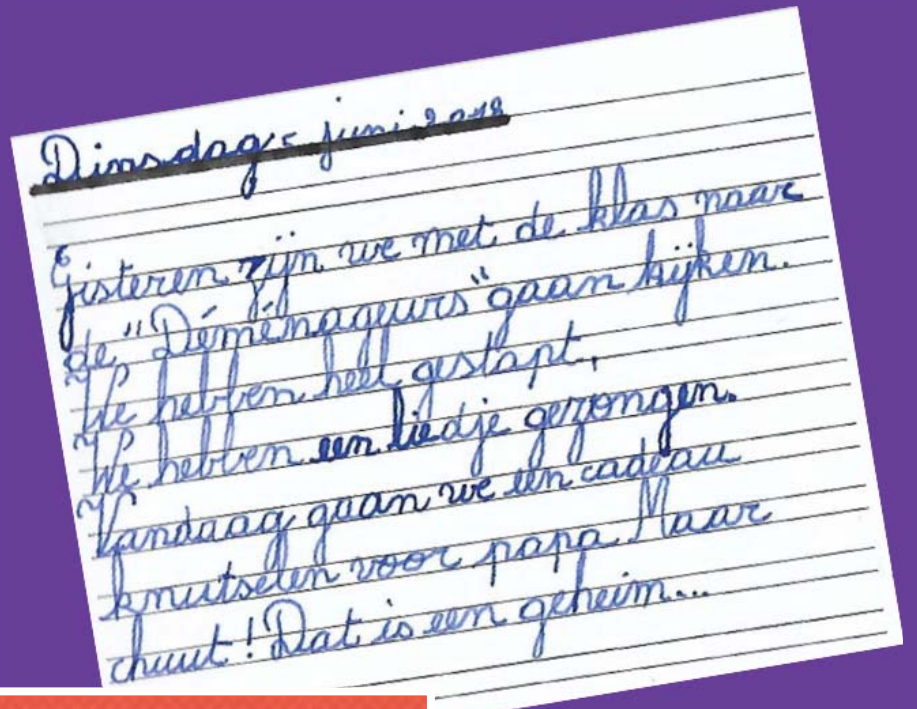 Dinsdag 5 juni 2018
Gisteren zijn we met de klas naar
de "Déménageurs" gaan kijken.
We hebben heel gestapt.
We hebben een liedje gezongen.
Vandaag gaan we een cadeau
knutselen voor papa Maar
chuut! Dat is een geheim...